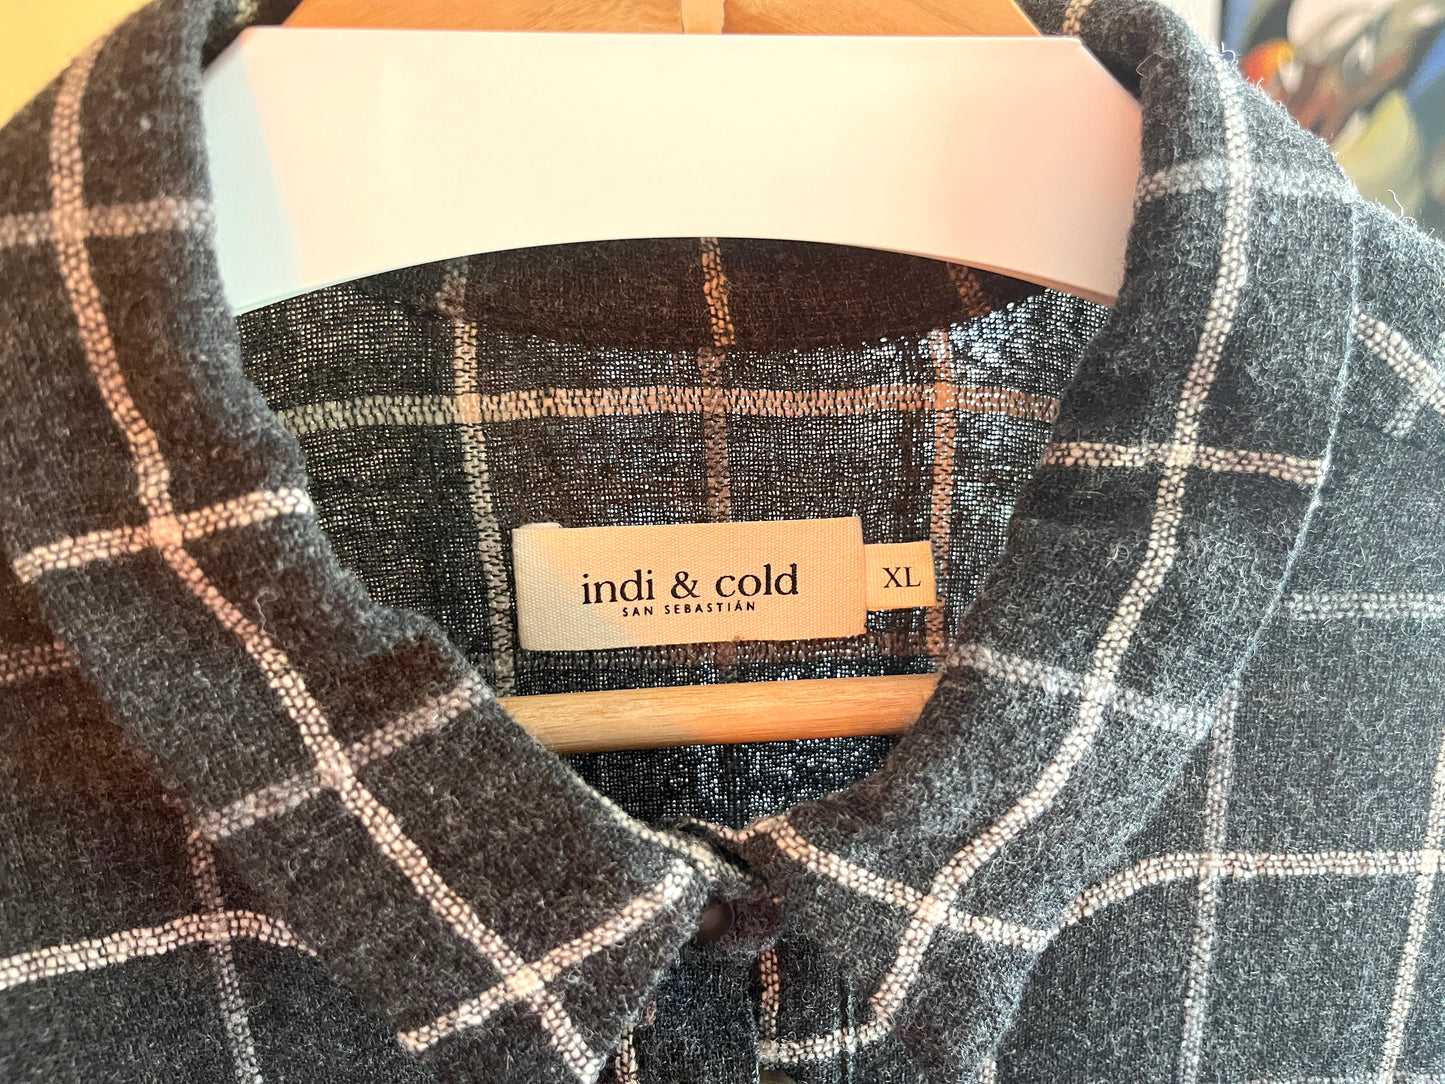 indi & cold
SAN SEBASTIÁN
XL